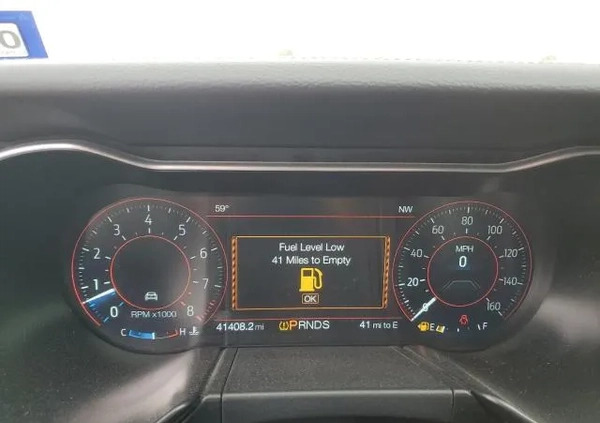 59° NW
Fuel Level Low
41 Miles to Empty
OK
0 1 2 3 4 5 6 7 8
RPM x1000
C H
0 20 40 60 80 100 120 140 160
MPH
0
E F
41408.2 mi PRNDS 41 mi to E